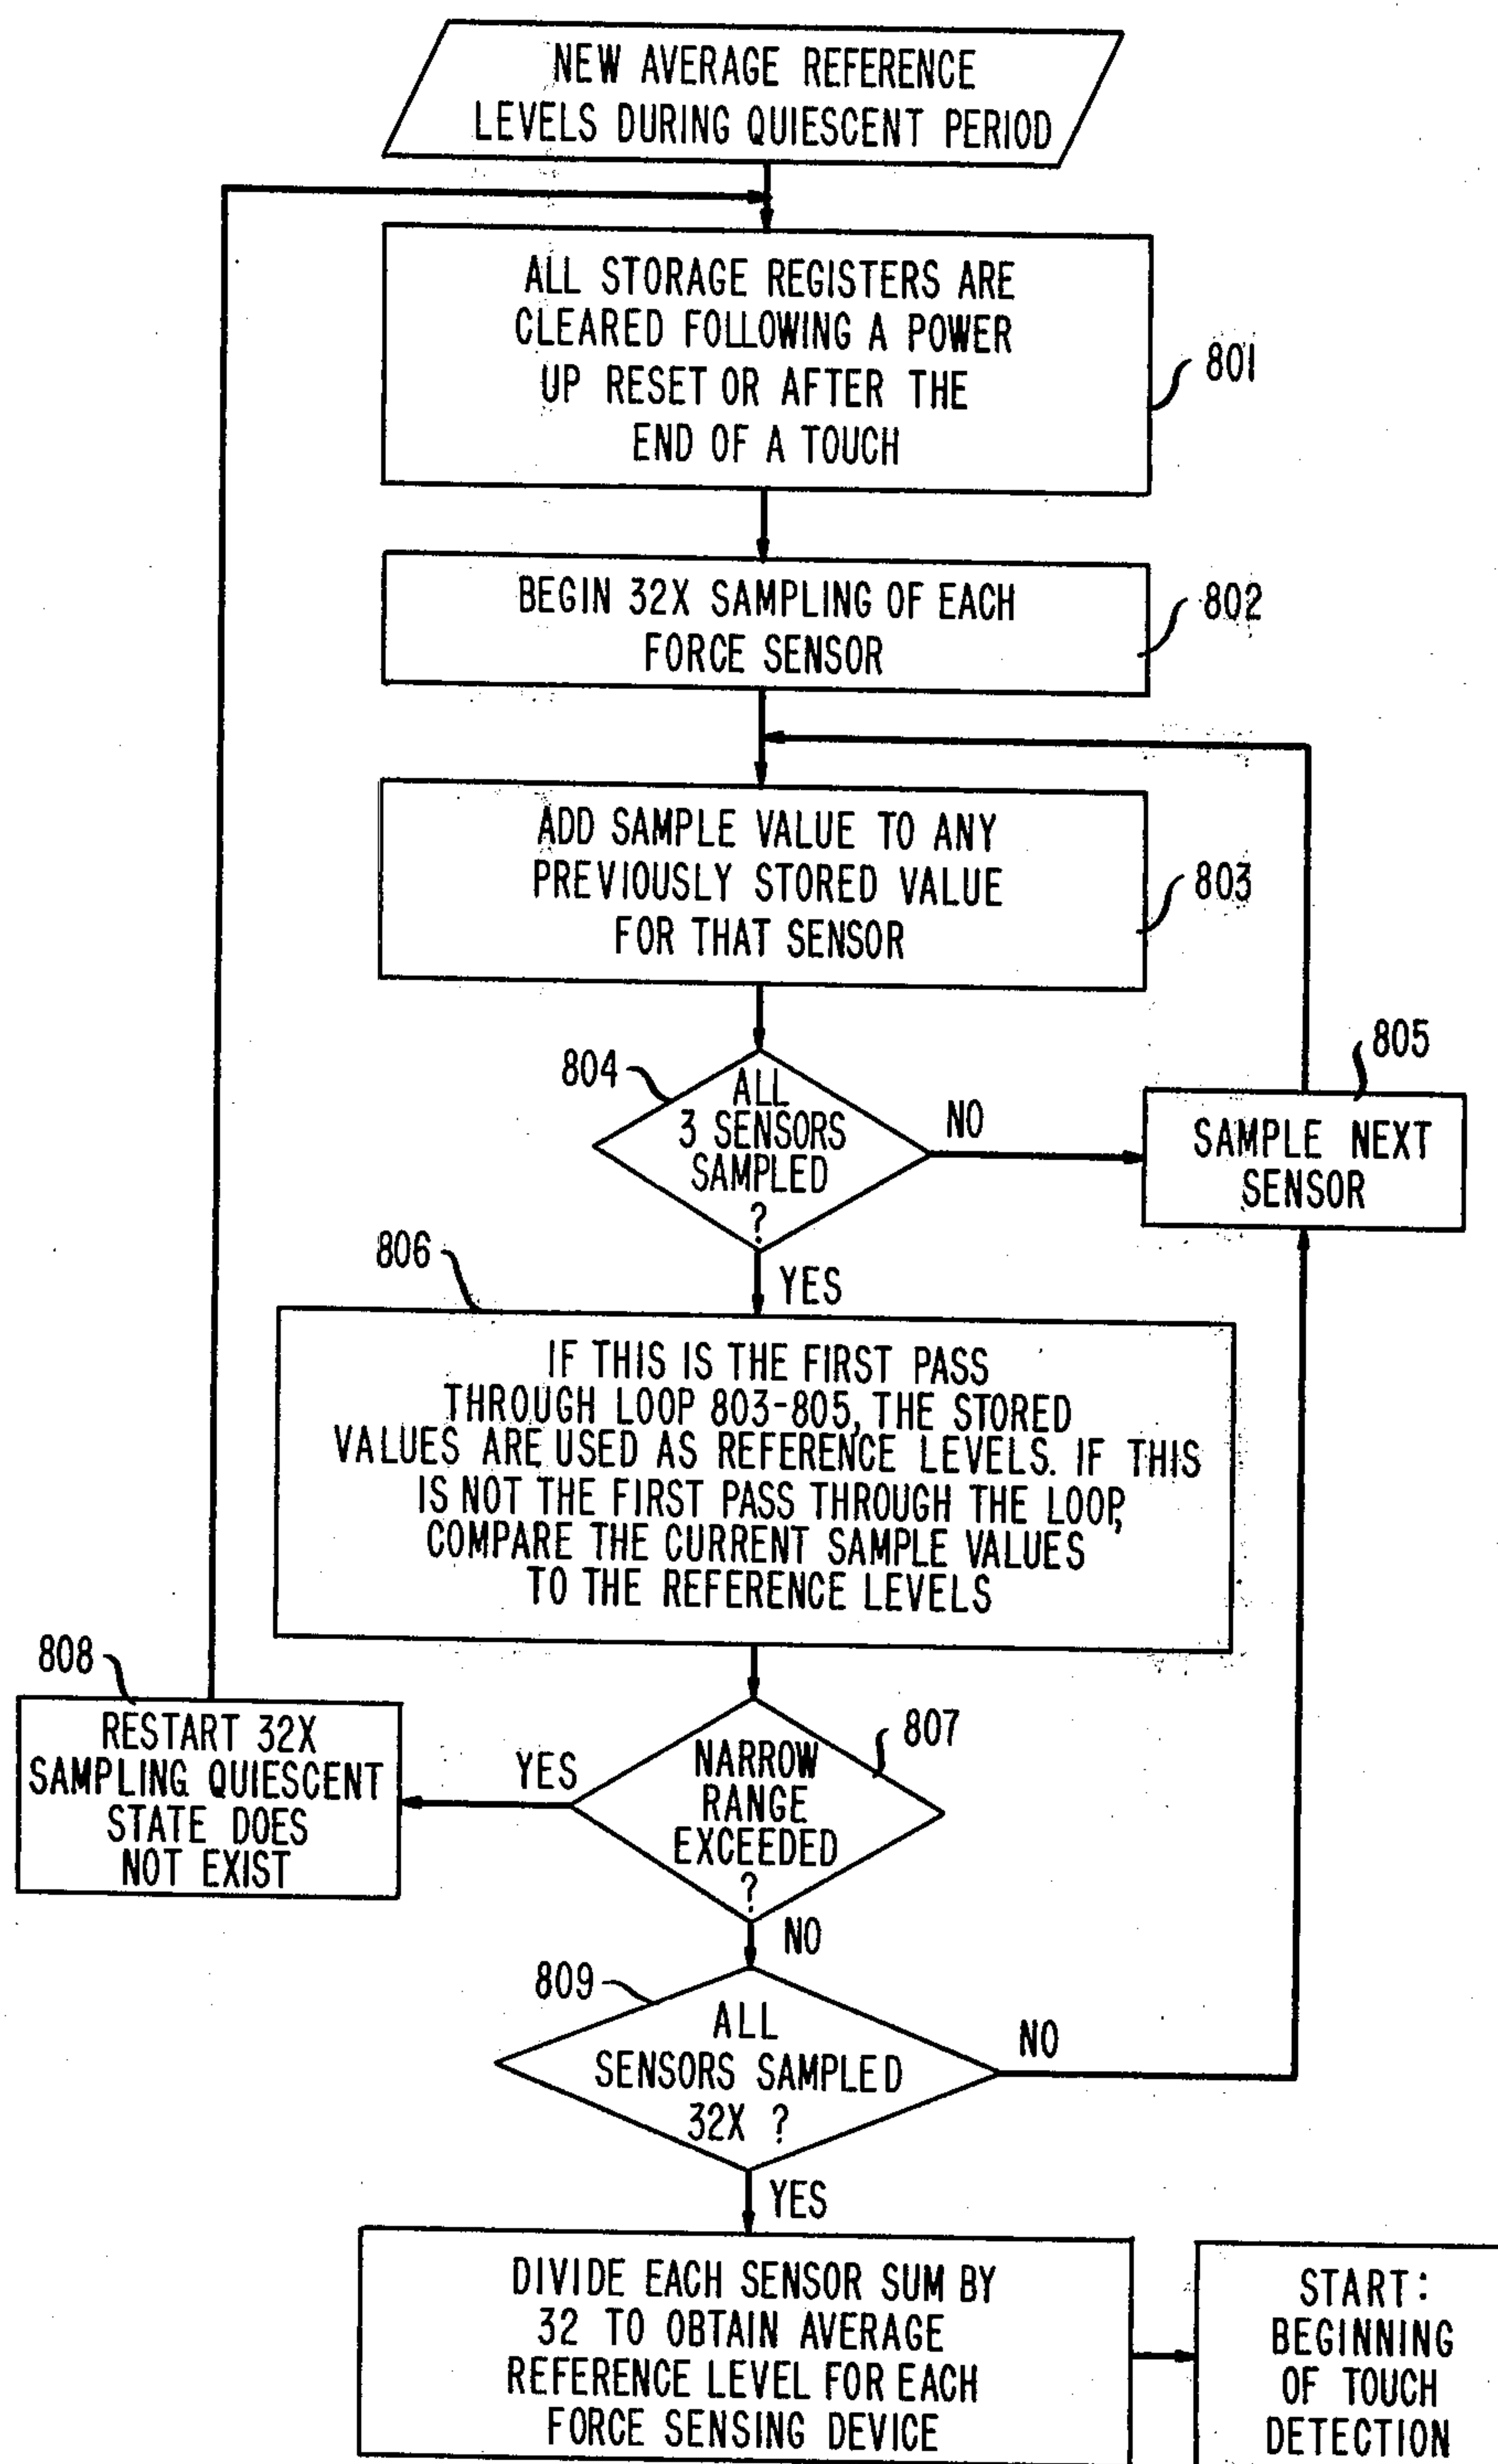 NEW AVERAGE REFERENCE
LEVELS DURING QUIESCENT PERIOD
ALL STORAGE REGISTERS ARE
CLEARED FOLLOWING A POWER
UP RESET OR AFTER THE
END OF A TOUCH
801
BEGIN 32X SAMPLING OF EACH
FORCE SENSOR
802
ADD SAMPLE VALUE TO ANY
PREVIOUSLY STORED VALUE
FOR THAT SENSOR
803
804
ALL
3 SENSORS
SAMPLED
?
NO
805
SAMPLE NEXT
SENSOR
YES
806
IF THIS IS THE FIRST PASS
THROUGH LOOP 803-805, THE STORED
VALUES ARE USED AS REFERENCE LEVELS. IF THIS
IS NOT THE FIRST PASS THROUGH THE LOOP,
COMPARE THE CURRENT SAMPLE VALUES
TO THE REFERENCE LEVELS
808
RESTART 32X
SAMPLING QUIESCENT
STATE DOES
NOT EXIST
YES
807
NARROW
RANGE
EXCEEDED
?
NO
809
ALL
SENSORS SAMPLED
32X ?
NO
YES
DIVIDE EACH SENSOR SUM BY
32 TO OBTAIN AVERAGE
REFERENCE LEVEL FOR EACH
FORCE SENSING DEVICE
START:
BEGINNING
OF TOUCH
DETECTION